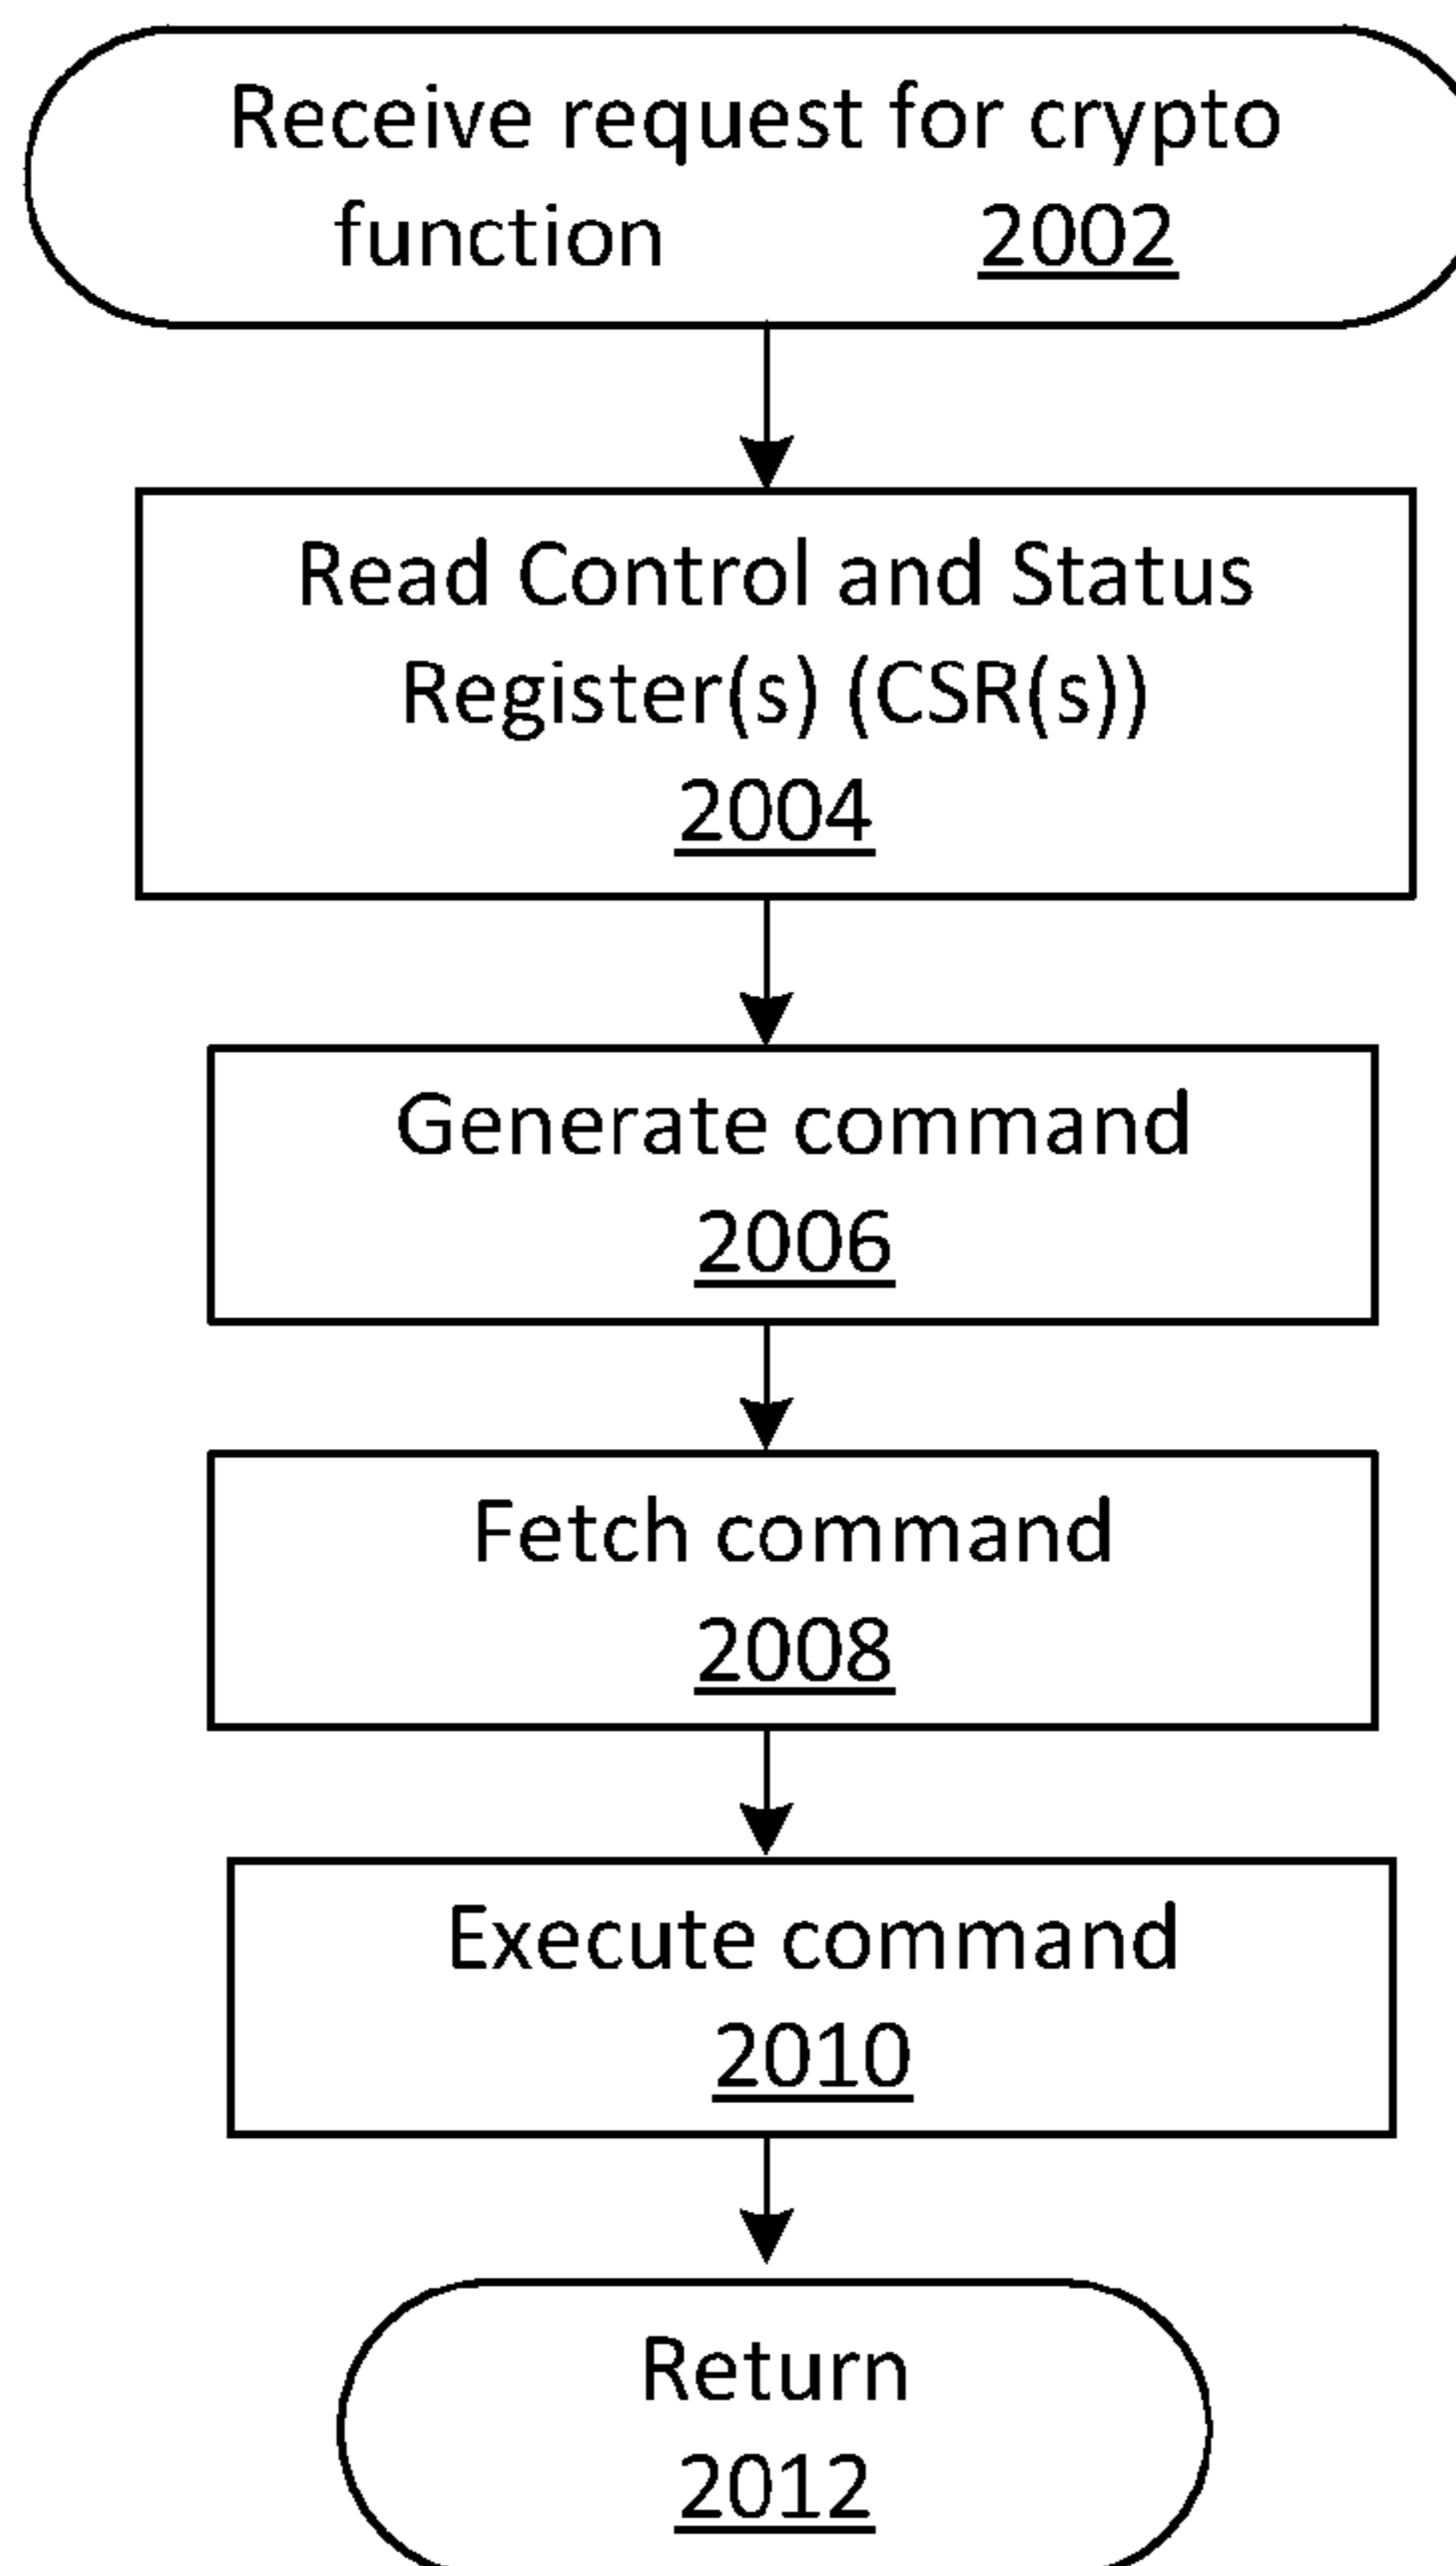 Receive request for crypto
function 2002
Read Control and Status
Register(s) (CSR(s))
2004
Generate command
2006
Fetch command
2008
Execute command
2010
Return
2012